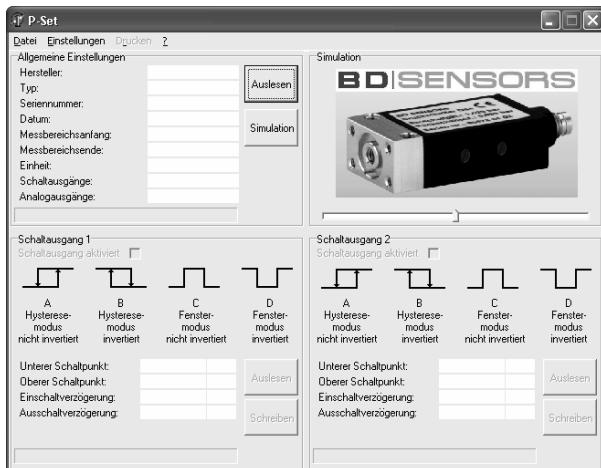 P-Set
Datei Einstellungen Drucken ?
Allgemeine Einstellungen
Hersteller:
Typ:
Seriennummer:
Datum:
Messbereichsanfang:
Messbereichsende:
Einheit:
Schaltausgänge:
Analogausgänge:
Auslesen
Simulation
Simulation
BD SENSORS
Schaltausgang 1
Schaltausgang aktiviert
A
Hysterese-
modus
nicht invertiert
B
Hysterese-
modus
invertiert
C
Fenster-
modus
nicht invertiert
D
Fenster-
modus
invertiert
Unterer Schaltpunkt:
Oberer Schaltpunkt:
Einschaltverzögerung:
Ausschaltverzögerung:
Auslesen
Schreiben
Schaltausgang 2
Schaltausgang aktiviert
A
Hysterese-
modus
nicht invertiert
B
Hysterese-
modus
invertiert
C
Fenster-
modus
nicht invertiert
D
Fenster-
modus
invertiert
Unterer Schaltpunkt:
Oberer Schaltpunkt:
Einschaltverzögerung:
Ausschaltverzögerung:
Auslesen
Schreiben